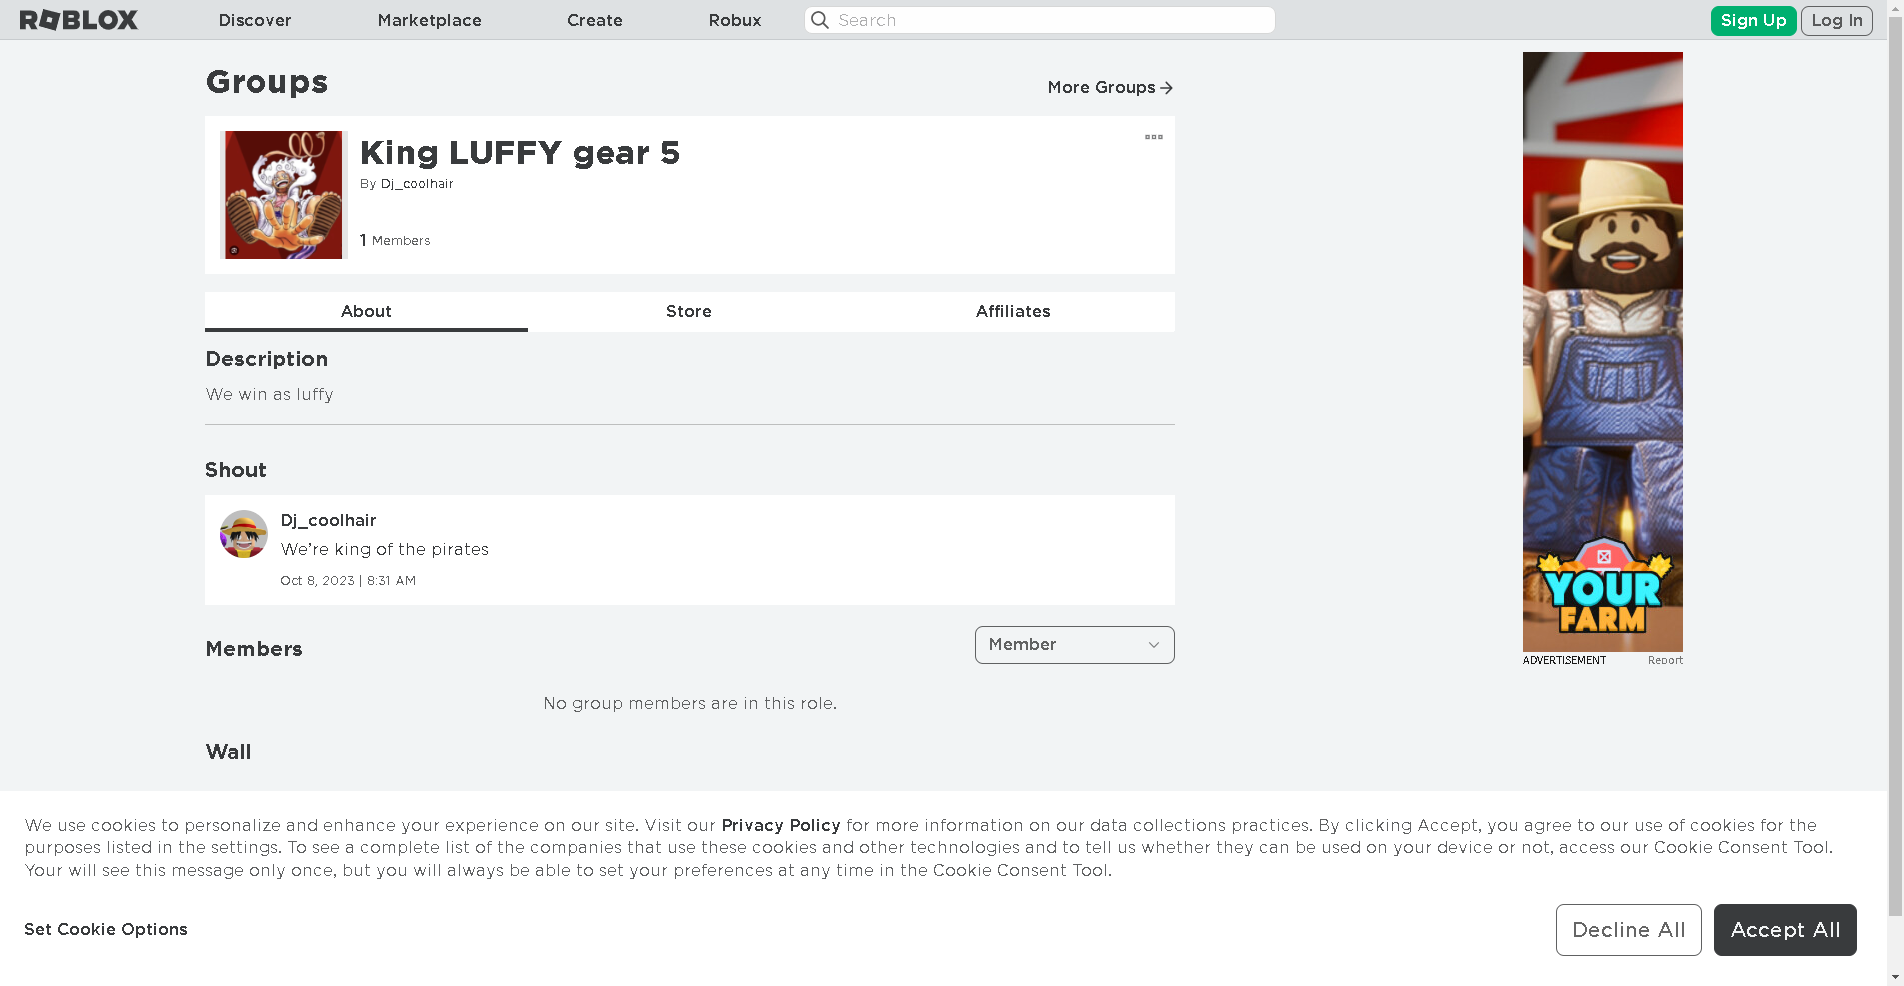 ROBLOX Discover Marketplace Create Robux Search Sign Up Log In
Groups
More Groups
King LUFFY gear 5
By Dj_coolhair
1 Members
About Store Affiliates
Description
We win as luffy
Shout
Dj_coolhair
We're king of the pirates
Oct 8, 2023 | 8:31 AM
Members
Member
No group members are in this role.
Wall
YOUR
FARM
ADVERTISEMENT Report
We use cookies to personalize and enhance your experience on our site. Visit our Privacy Policy for more information on our data collections practices. By clicking Accept, you agree to our use of cookies for the
purposes listed in the settings. To see a complete list of the companies that use these cookies and other technologies and to tell us whether they can be used on your device or not, access our Cookie Consent Tool.
Your will see this message only once, but you will always be able to set your preferences at any time in the Cookie Consent Tool.
Set Cookie Options
Decline All
Accept All